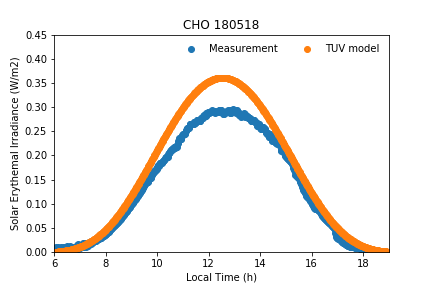 CHO 180518
Measurement TUV model
Solar Erythemal Irradiance (W/m2)
0.45
0.40
0.35
0.30
0.25
0.20
0.15
0.10
0.05
0.00
6 8 10 12 14 16 18
Local Time (h)